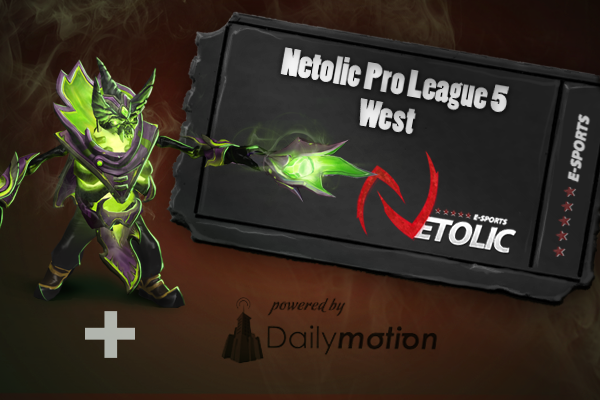 Netolic Pro League 5
West
E-SPORTS
E-SPORTS
NETOLIC
powered by
Dailymotion